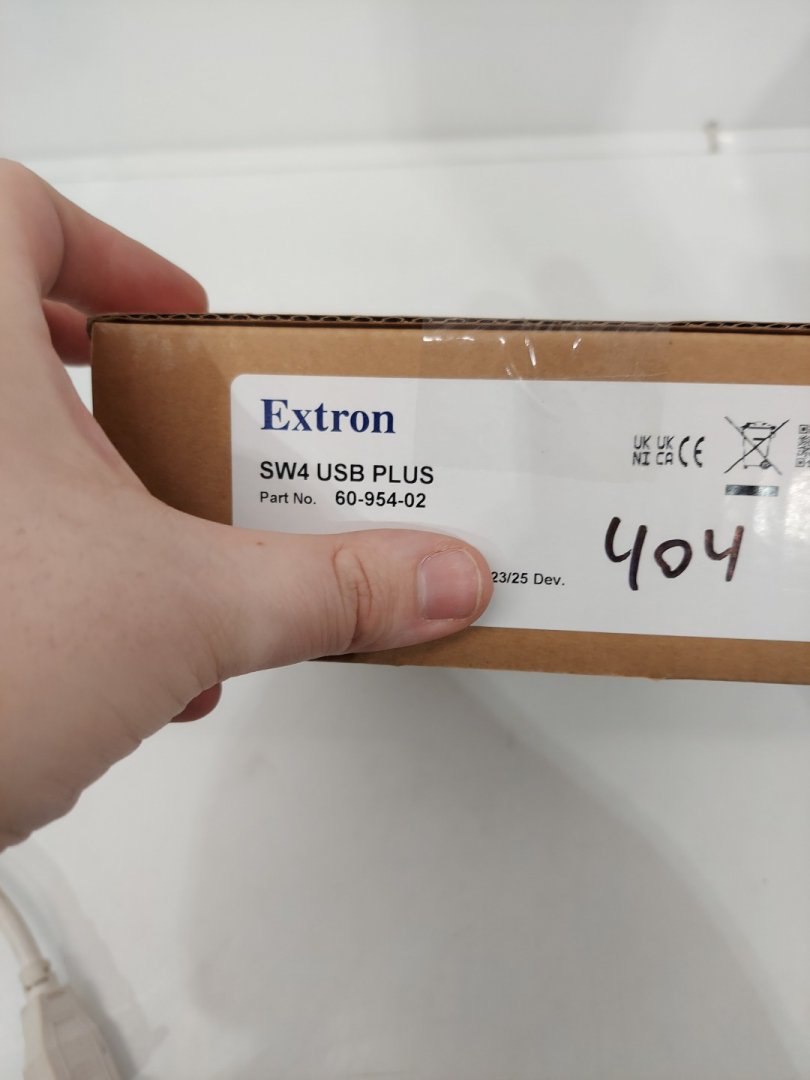 Extron
SW4 USB PLUS
Part No. 60-954-02
UK UK
NI CA CE
23/25 Dev.
404